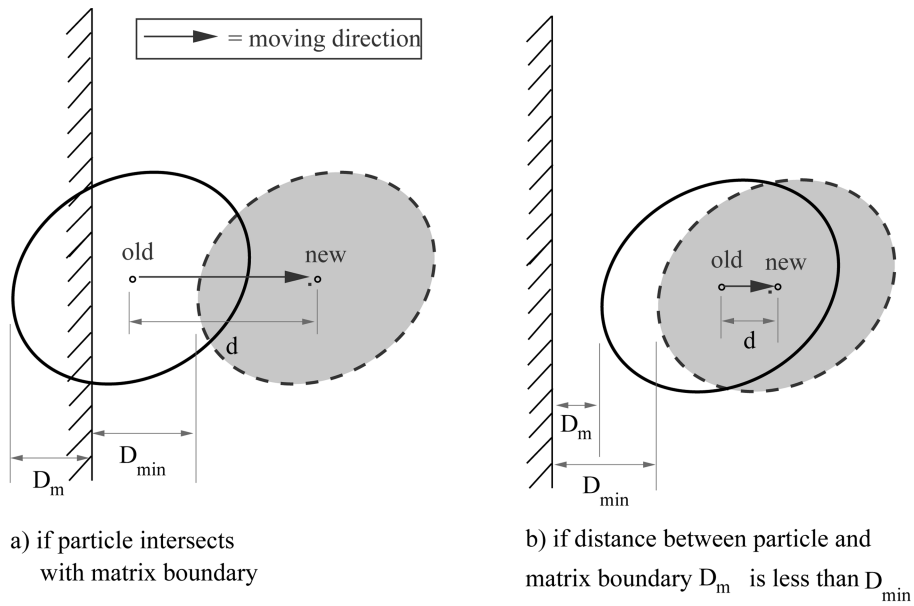 = moving direction
old
new
d
D_m
D_min
a) if particle intersects
with matrix boundary
old
new
d
D_m
D_min
b) if distance between particle and
matrix boundary D_m is less than D_min